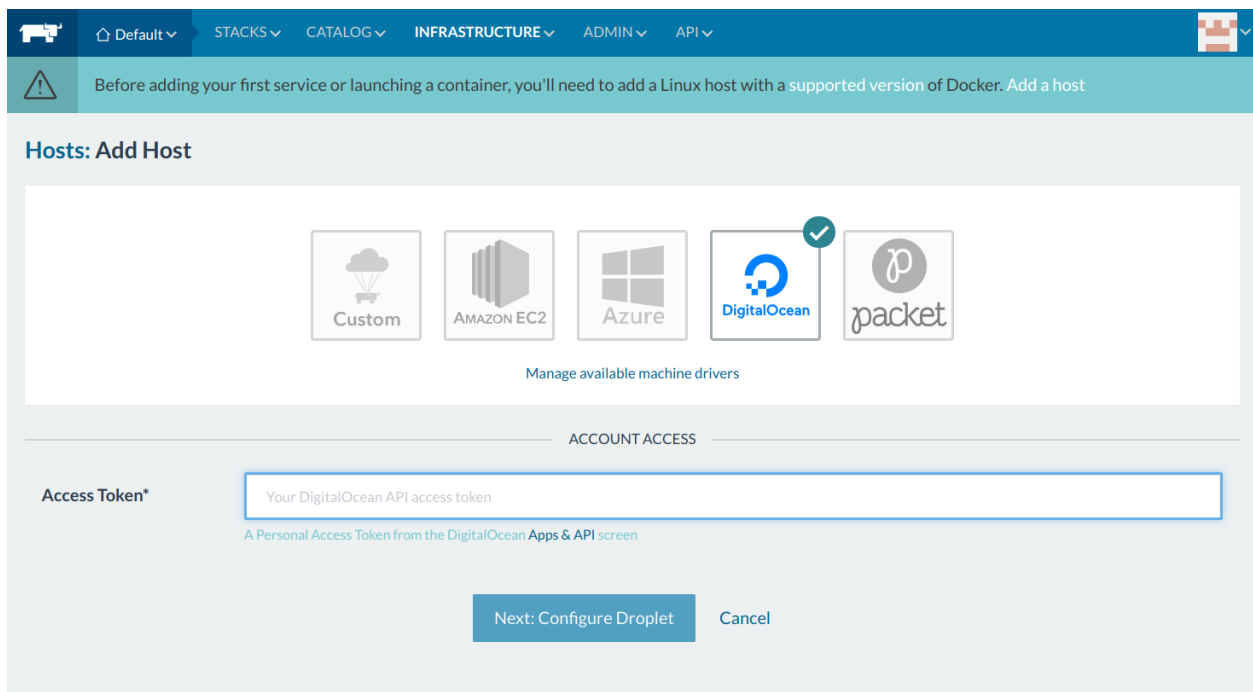 Default STACKS CATALOG INFRASTRUCTURE ADMIN API
Before adding your first service or launching a container, you'll need to add a Linux host with a supported version of Docker. Add a host
Hosts: Add Host
Custom
AMAZON EC2
Azure
DigitalOcean
packet
Manage available machine drivers
ACCOUNT ACCESS
Access Token*
Your DigitalOcean API access token
A Personal Access Token from the DigitalOcean Apps & API screen
Next: Configure Droplet Cancel